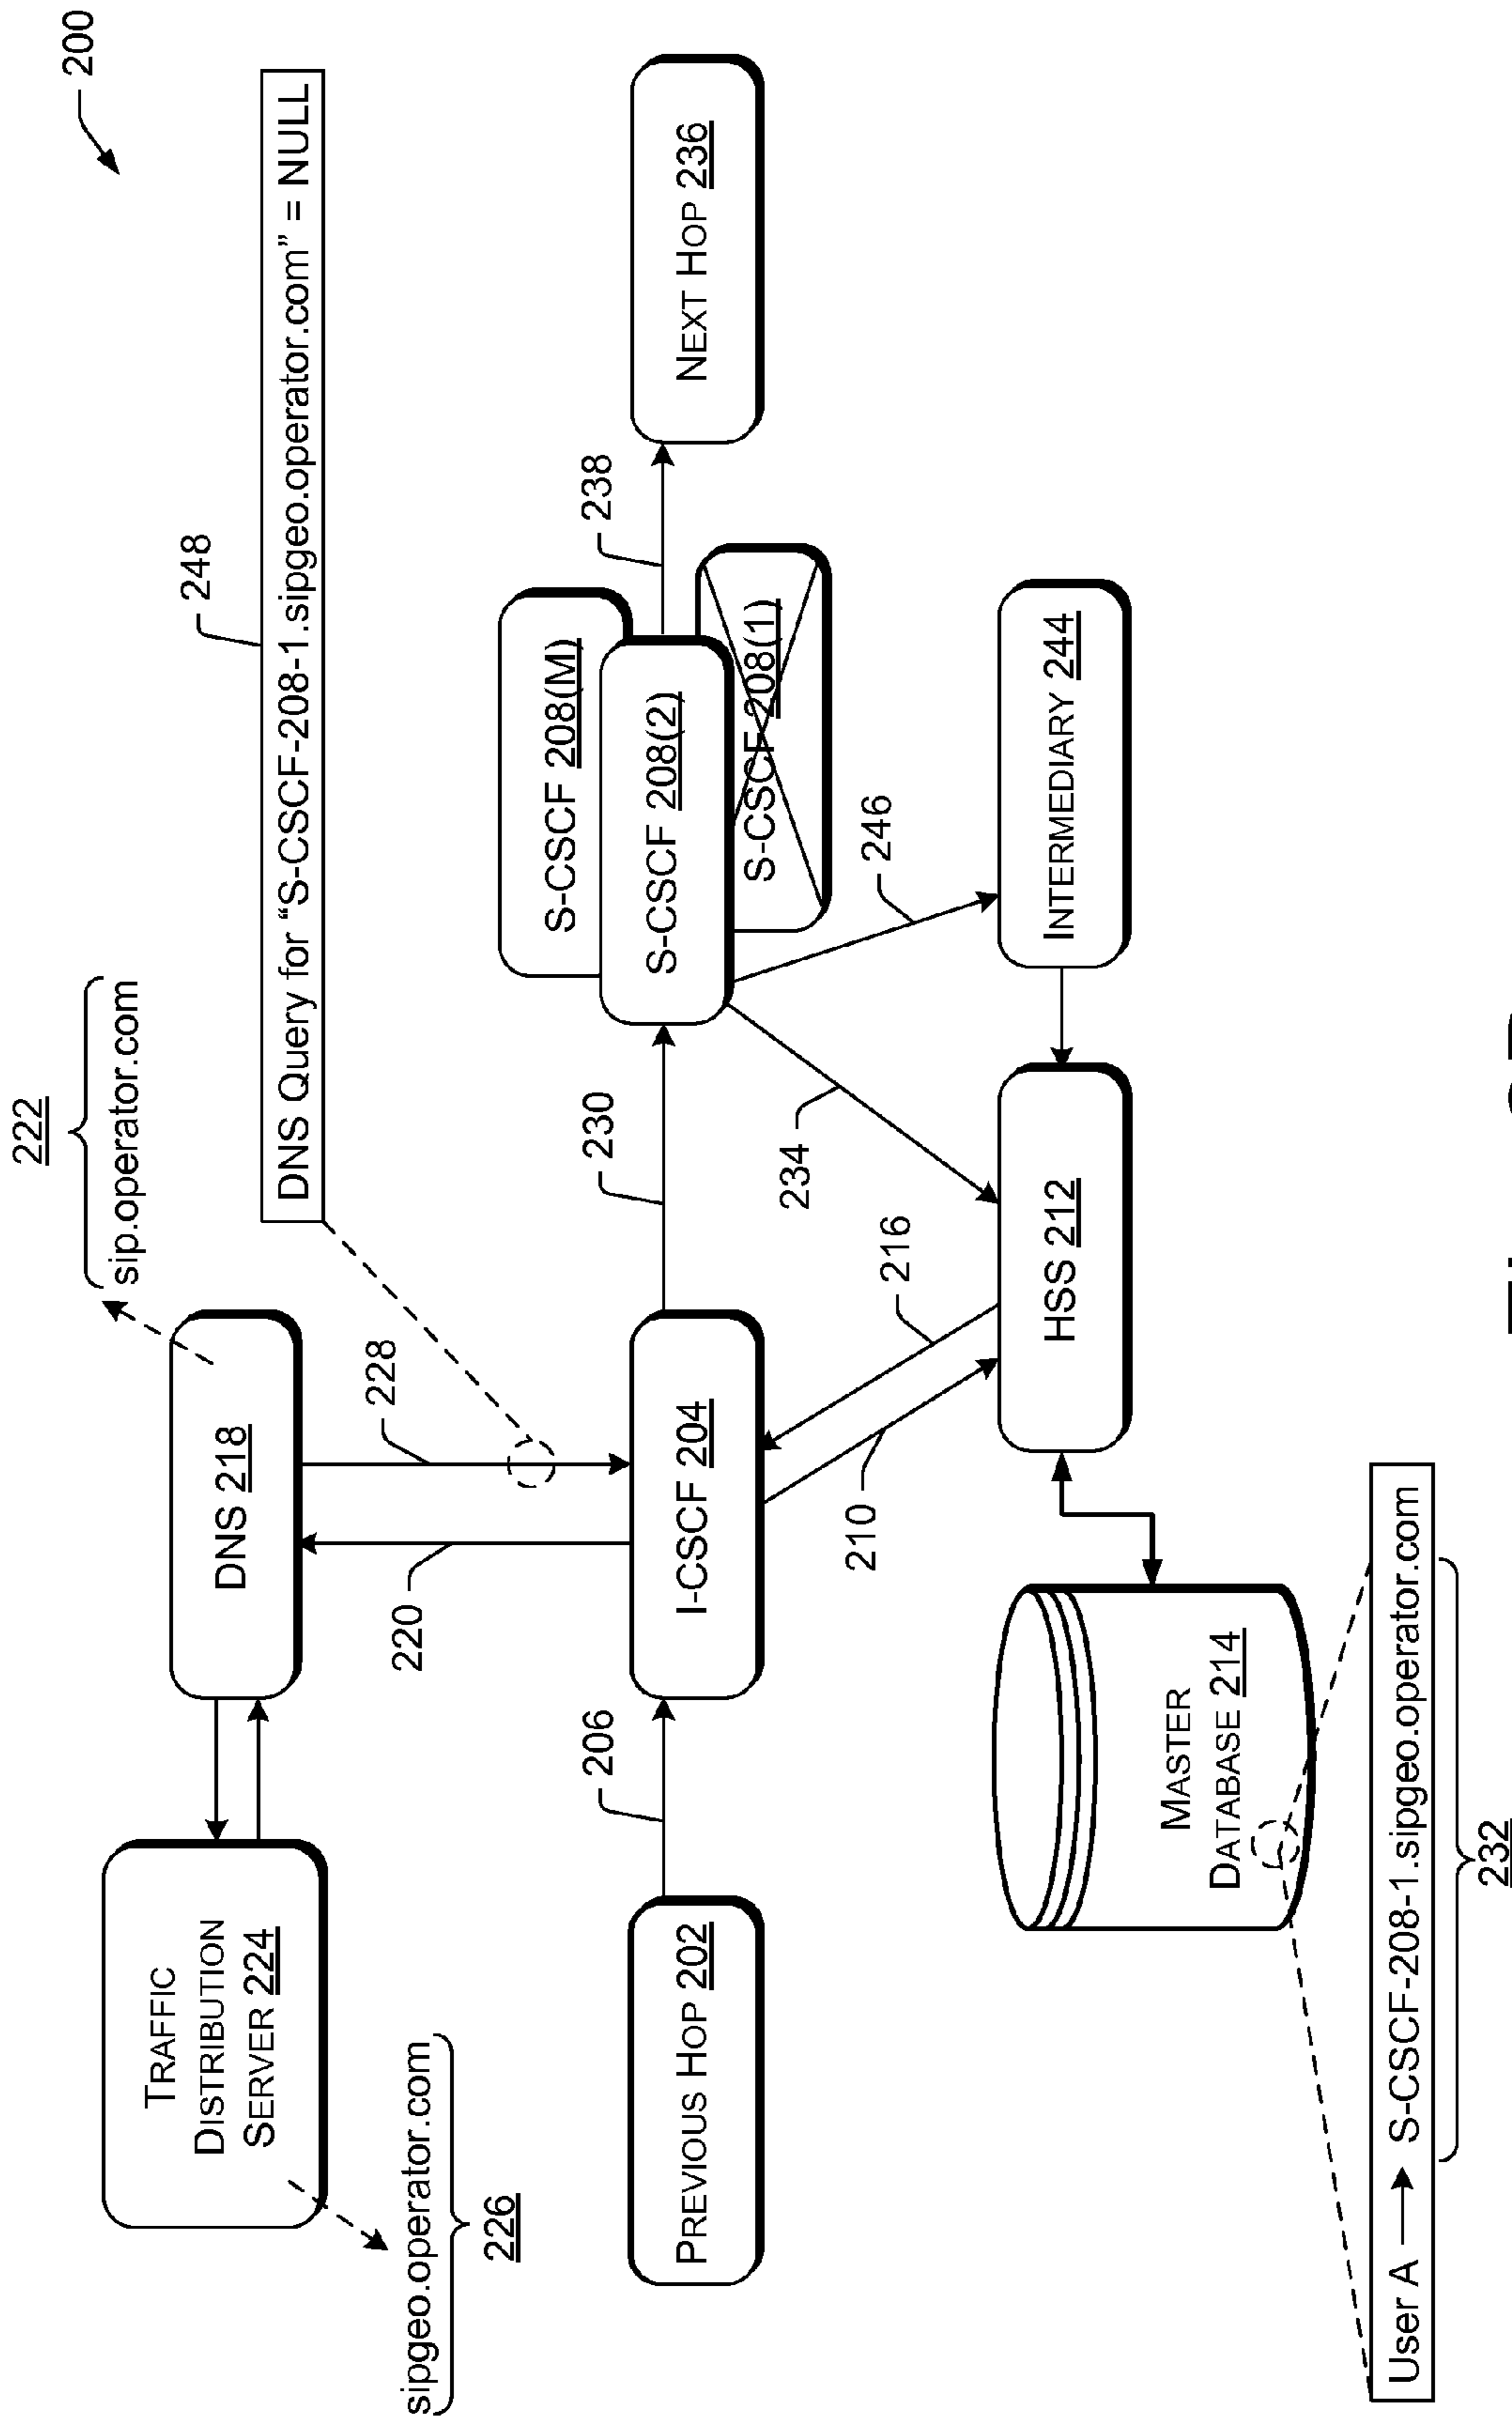 200
222
sip.operator.com
248
DNS Query for “S-CSCF-208-1.sipgeo.operator.com” = NULL
TRAFFIC
DISTRIBUTION
SERVER 224
DNS 218
sipgeo.operator.com
226
220
228
PREVIOUS HOP 202
206
I-CSCF 204
230
S-CSCF 208(M)
S-CSCF 208(2)
S-CSCF 208(1)
238
NEXT HOP 236
210
216
234
246
MASTER
DATABASE 214
HSS 212
INTERMEDIARY 244
User A
S-CSCF-208-1.sipgeo.operator.com
232